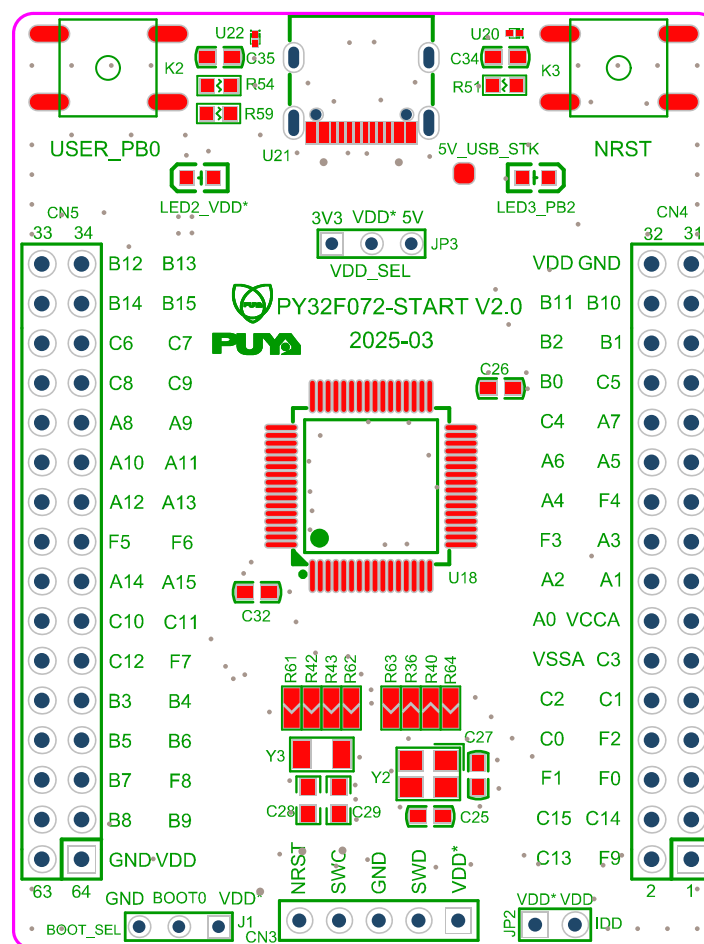 U22
U20
C35
C34
K2
K3
R54
R51
R59
U21
USER_PB0
5V_USB_STK
NRST
LED2_VDD*
LED3_PB2
CN5
CN4
33 34
3V3 VDD* 5V
JP3
32 31
VDD_SEL
B12 B13
VDD GND
PUYA
PY32F072-START V2.0
B14 B15
B11 B10
PUYA
2025-03
C6 C7
B2 B1
C26
C8 C9
B0 C5
A8 A9
C4 A7
A10 A11
A6 A5
A12 A13
A4 F4
F5 F6
F3 A3
A14 A15
U18
A2 A1
C32
C10 C11
A0 VCCA
C12 F7
VSSA C3
R61 R42 R43 R62
R63 R36 R40 R64
B3 B4
C2 C1
B5 B6
C0 F2
Y3
C27
B7 F8
Y2
F1 F0
C28 C29
C25
B8 B9
C15 C14
GND VDD
NRST SWC GND SWD VDD*
C13 F9
63 64
2 1
GND BOOT0 VDD*
VDD* VDD
BOOT_SEL
J1
CN3
JP2
IDD